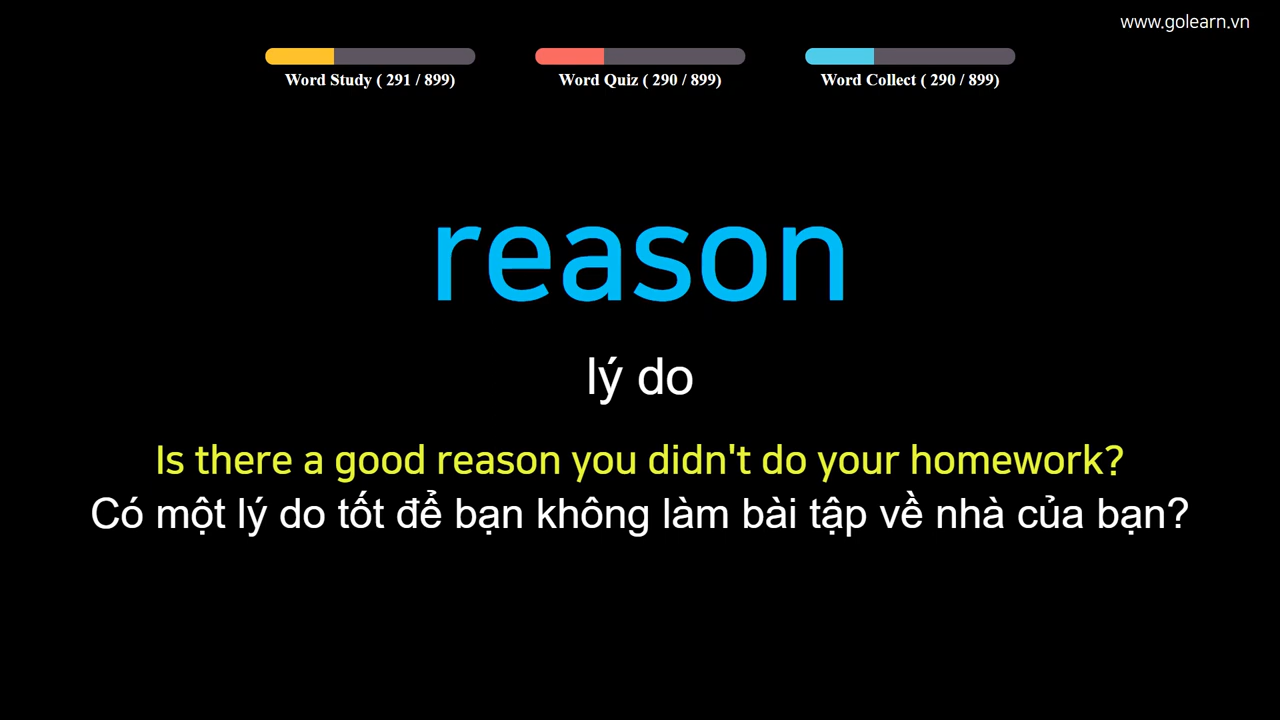 www.golearn.vn
Word Study ( 291 / 899)
Word Quiz ( 290 / 899)
Word Collect ( 290 / 899)
reason
lý do
Is there a good reason you didn't do your homework?
Có một lý do tốt để bạn không làm bài tập về nhà của bạn?